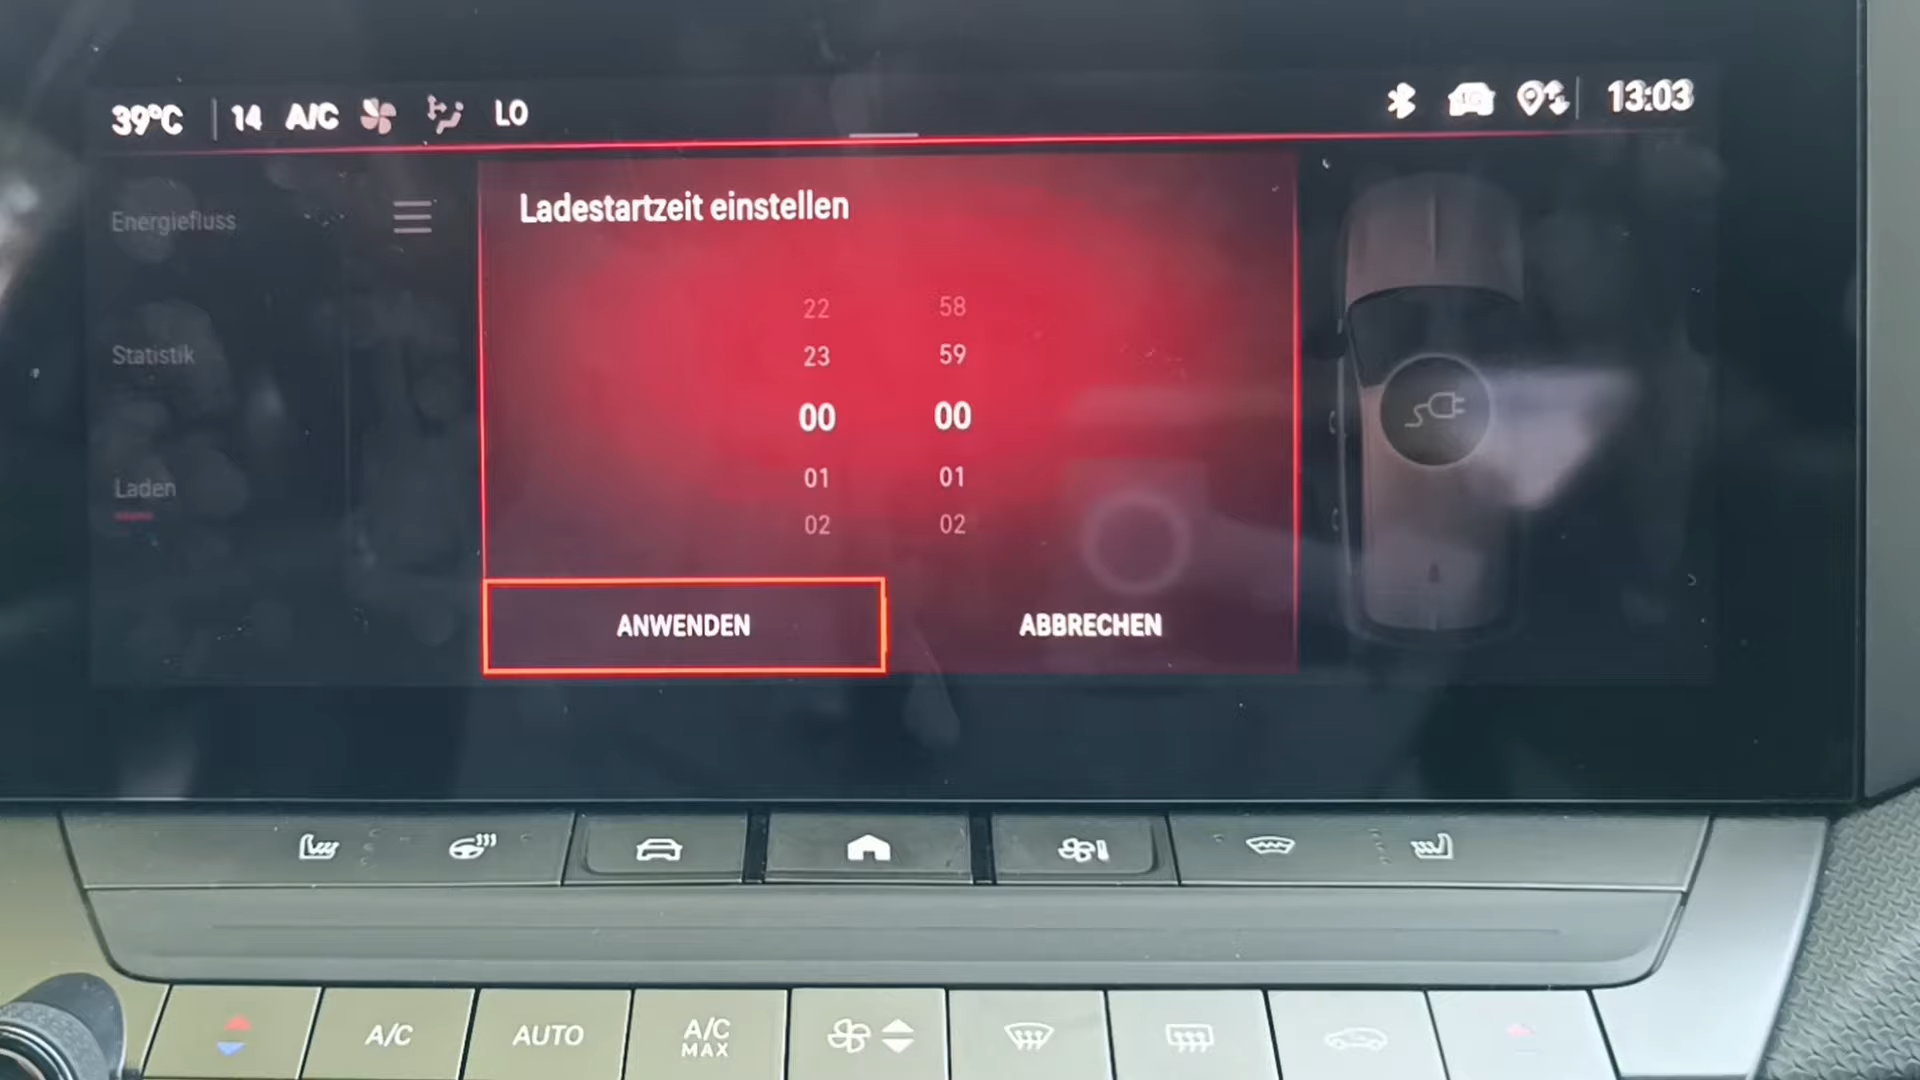 39°C 14 A/C LO 13:03
Energiefluss
Statistik
Laden
Ladestartzeit einstellen
22 58
23 59
00 00
01 01
02 02
ANWENDEN ABBRECHEN
A/C AUTO A/C MAX